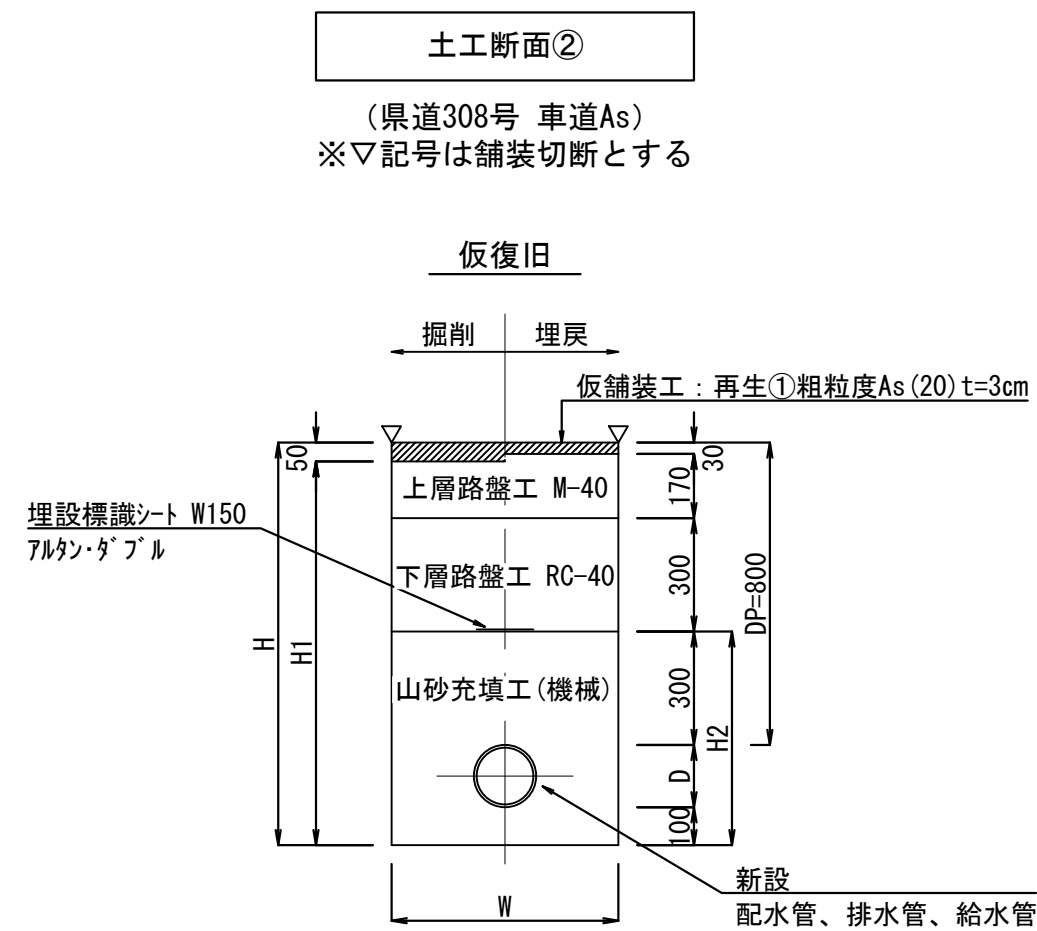 土工断面②
(県道308号 車道As)
※▽記号は舗装切断とする
仮復旧
掘削
埋戻
仮舗装工：再生①粗粒度As(20)t=3cm
50
30
上層路盤工 M-40
170
埋設標識ｼｰﾄ W150
ｱﾙﾀﾝ･ﾀﾞﾌﾞﾙ
下層路盤工 RC-40
300
DP=800
H
H1
山砂充填工(機械)
300
H2
D
100
W
新設
配水管、排水管、給水管